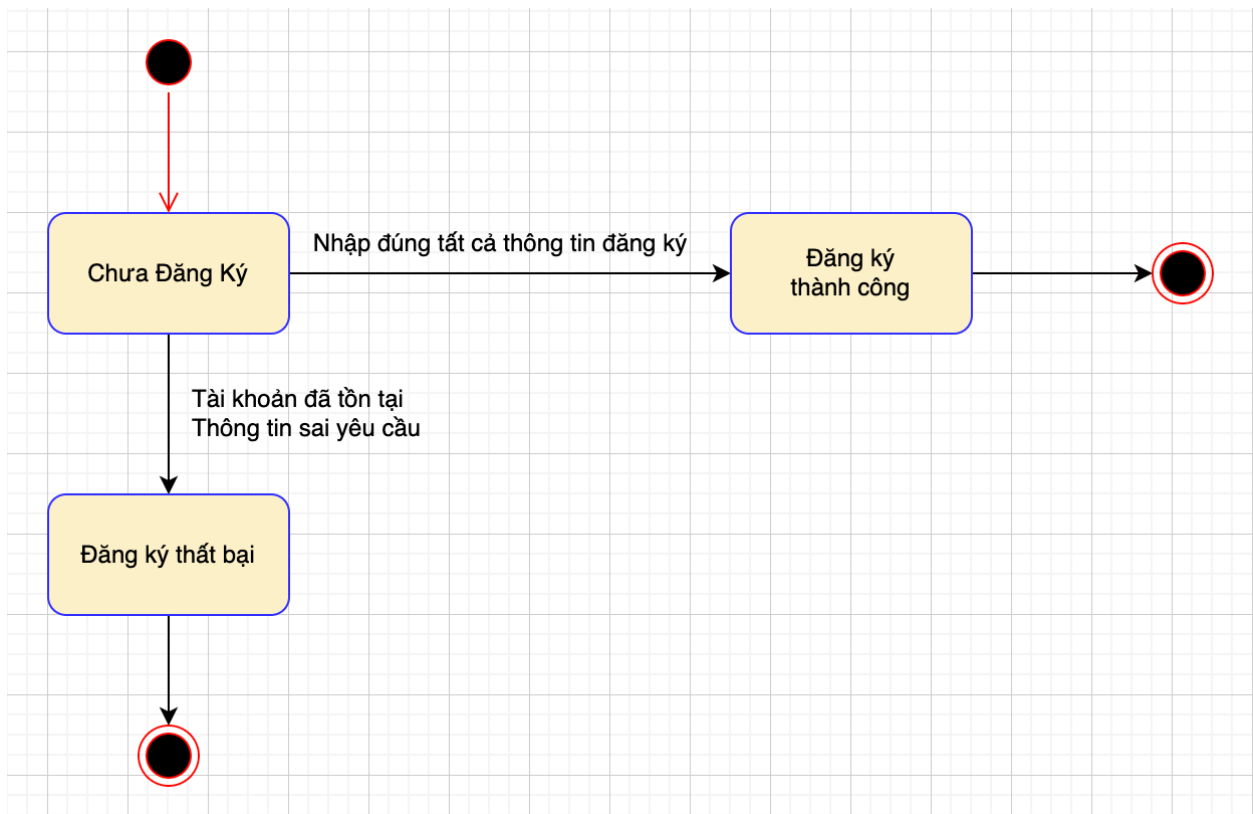 Chưa Đăng Ký
Nhập đúng tất cả thông tin đăng ký
Đăng ký
thành công
Tài khoản đã tồn tại
Thông tin sai yêu cầu
Đăng ký thất bại